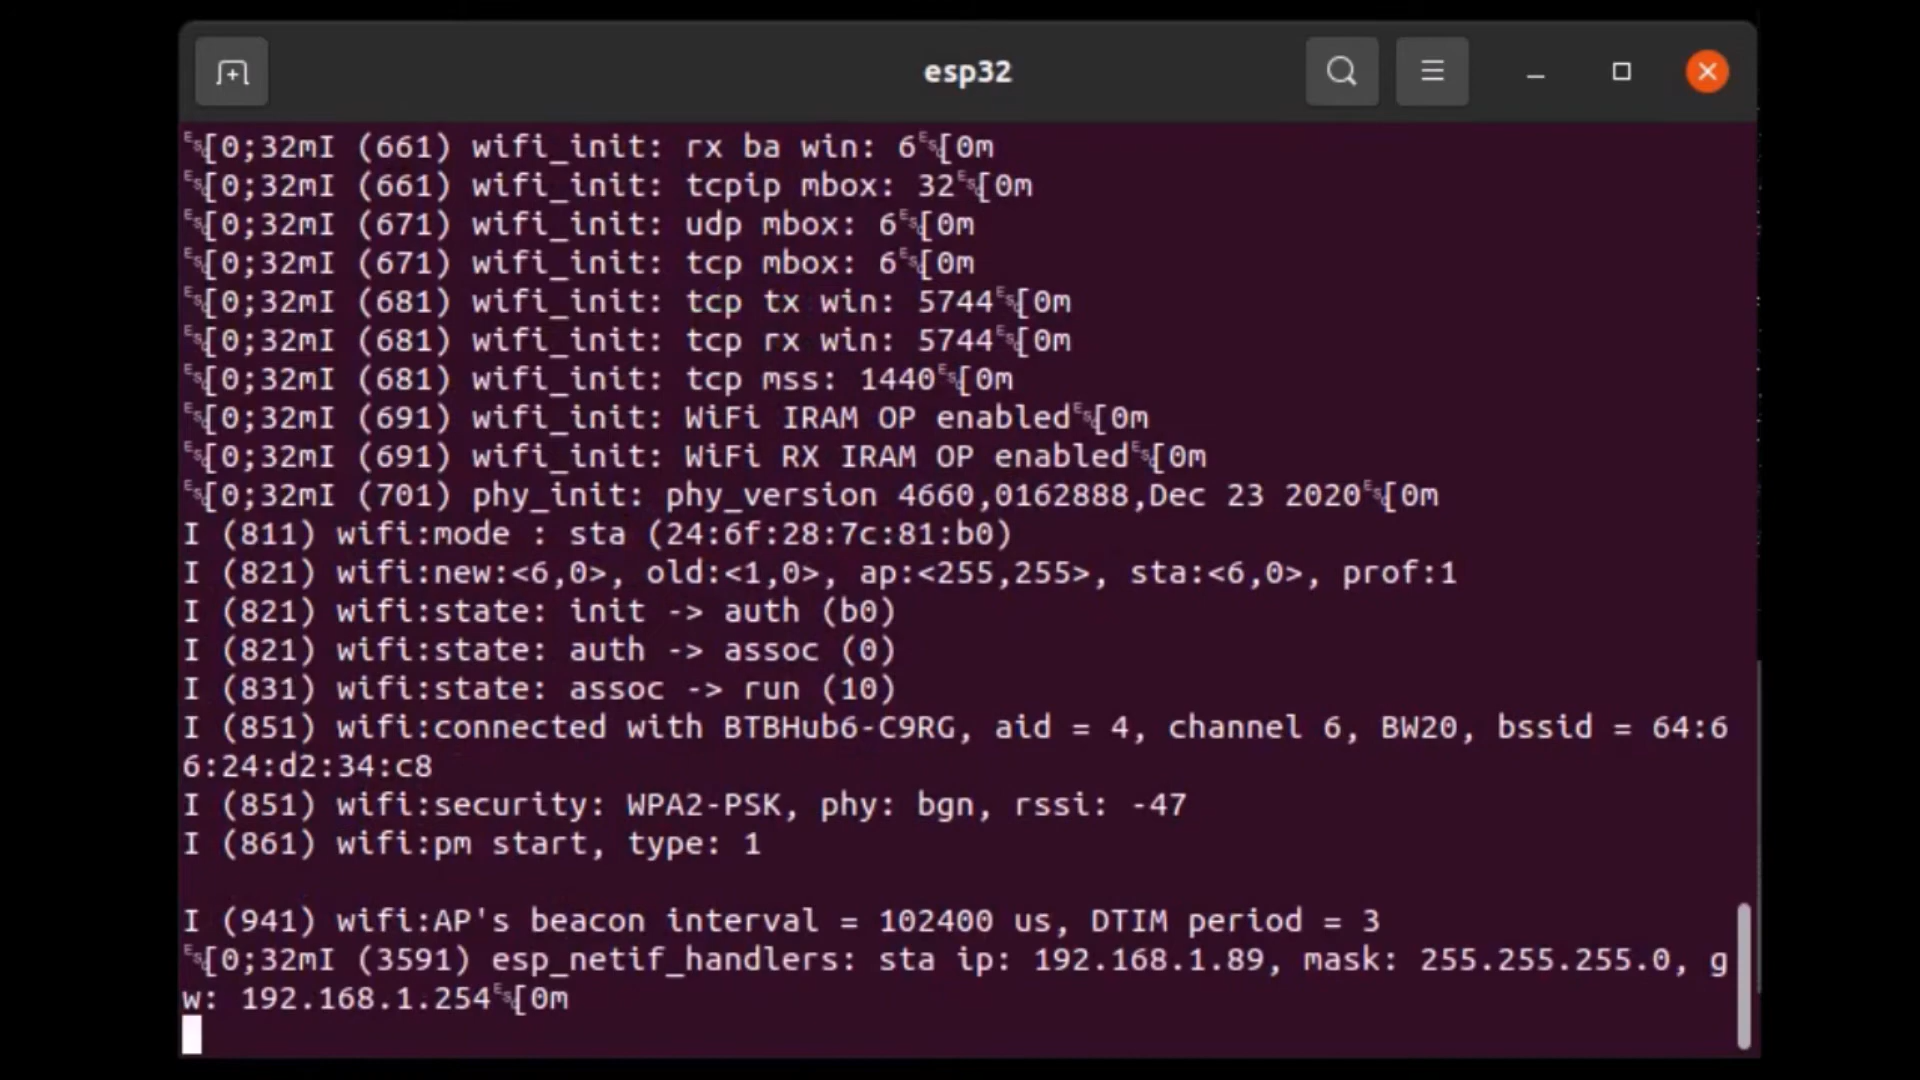 esp32
␛[0;32mI (661) wifi_init: rx ba win: 6␛[0m
␛[0;32mI (661) wifi_init: tcpip mbox: 32␛[0m
␛[0;32mI (671) wifi_init: udp mbox: 6␛[0m
␛[0;32mI (671) wifi_init: tcp mbox: 6␛[0m
␛[0;32mI (681) wifi_init: tcp tx win: 5744␛[0m
␛[0;32mI (681) wifi_init: tcp rx win: 5744␛[0m
␛[0;32mI (681) wifi_init: tcp mss: 1440␛[0m
␛[0;32mI (691) wifi_init: WiFi IRAM OP enabled␛[0m
␛[0;32mI (691) wifi_init: WiFi RX IRAM OP enabled␛[0m
␛[0;32mI (701) phy_init: phy_version 4660,0162888,Dec 23 2020␛[0m
I (811) wifi:mode : sta (24:6f:28:7c:81:b0)
I (821) wifi:new:<6,0>, old:<1,0>, ap:<255,255>, sta:<6,0>, prof:1
I (821) wifi:state: init -> auth (b0)
I (821) wifi:state: auth -> assoc (0)
I (831) wifi:state: assoc -> run (10)
I (851) wifi:connected with BTBHub6-C9RG, aid = 4, channel 6, BW20, bssid = 64:6
6:24:d2:34:c8
I (851) wifi:security: WPA2-PSK, phy: bgn, rssi: -47
I (861) wifi:pm start, type: 1
I (941) wifi:AP's beacon interval = 102400 us, DTIM period = 3
␛[0;32mI (3591) esp_netif_handlers: sta ip: 192.168.1.89, mask: 255.255.255.0, g
w: 192.168.1.254␛[0m